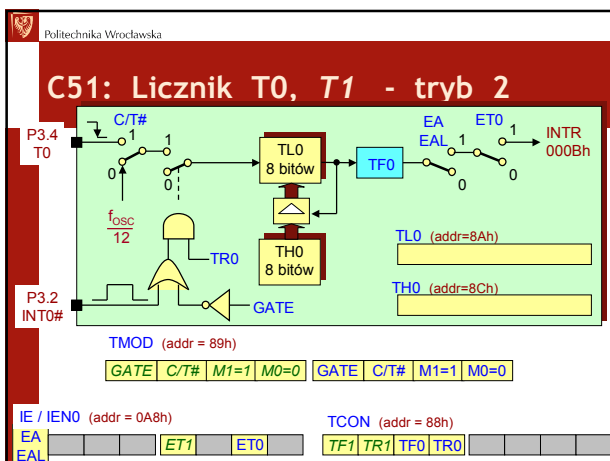 Politechnika Wrocławska
C51: Licznik T0, T1 - tryb 2
P3.4
T0
C/T#
1
0
1
0
fOSC
12
TL0
8 bitów
TH0
8 bitów
TF0
EA
EAL
ET0
1
0
1
0
INTR
000Bh
TR0
GATE
P3.2
INT0#
TL0 (addr=8Ah)
TH0 (addr=8Ch)
TMOD (addr = 89h)
GATE C/T# M1=1 M0=0 GATE C/T# M1=1 M0=0
IE / IEN0 (addr = 0A8h)
EA
EAL
ET1 ET0
TCON (addr = 88h)
TF1 TR1 TF0 TR0